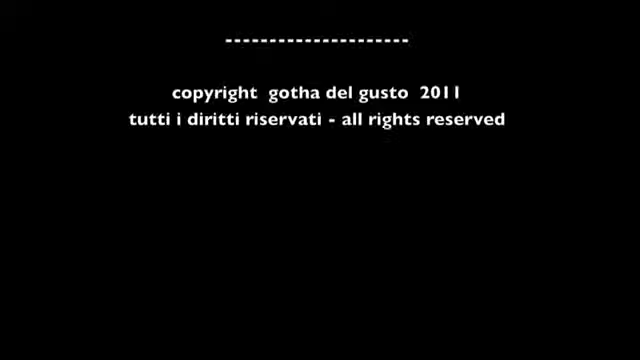 ---------------------
copyright gotha del gusto 2011
tutti i diritti riservati - all rights reserved